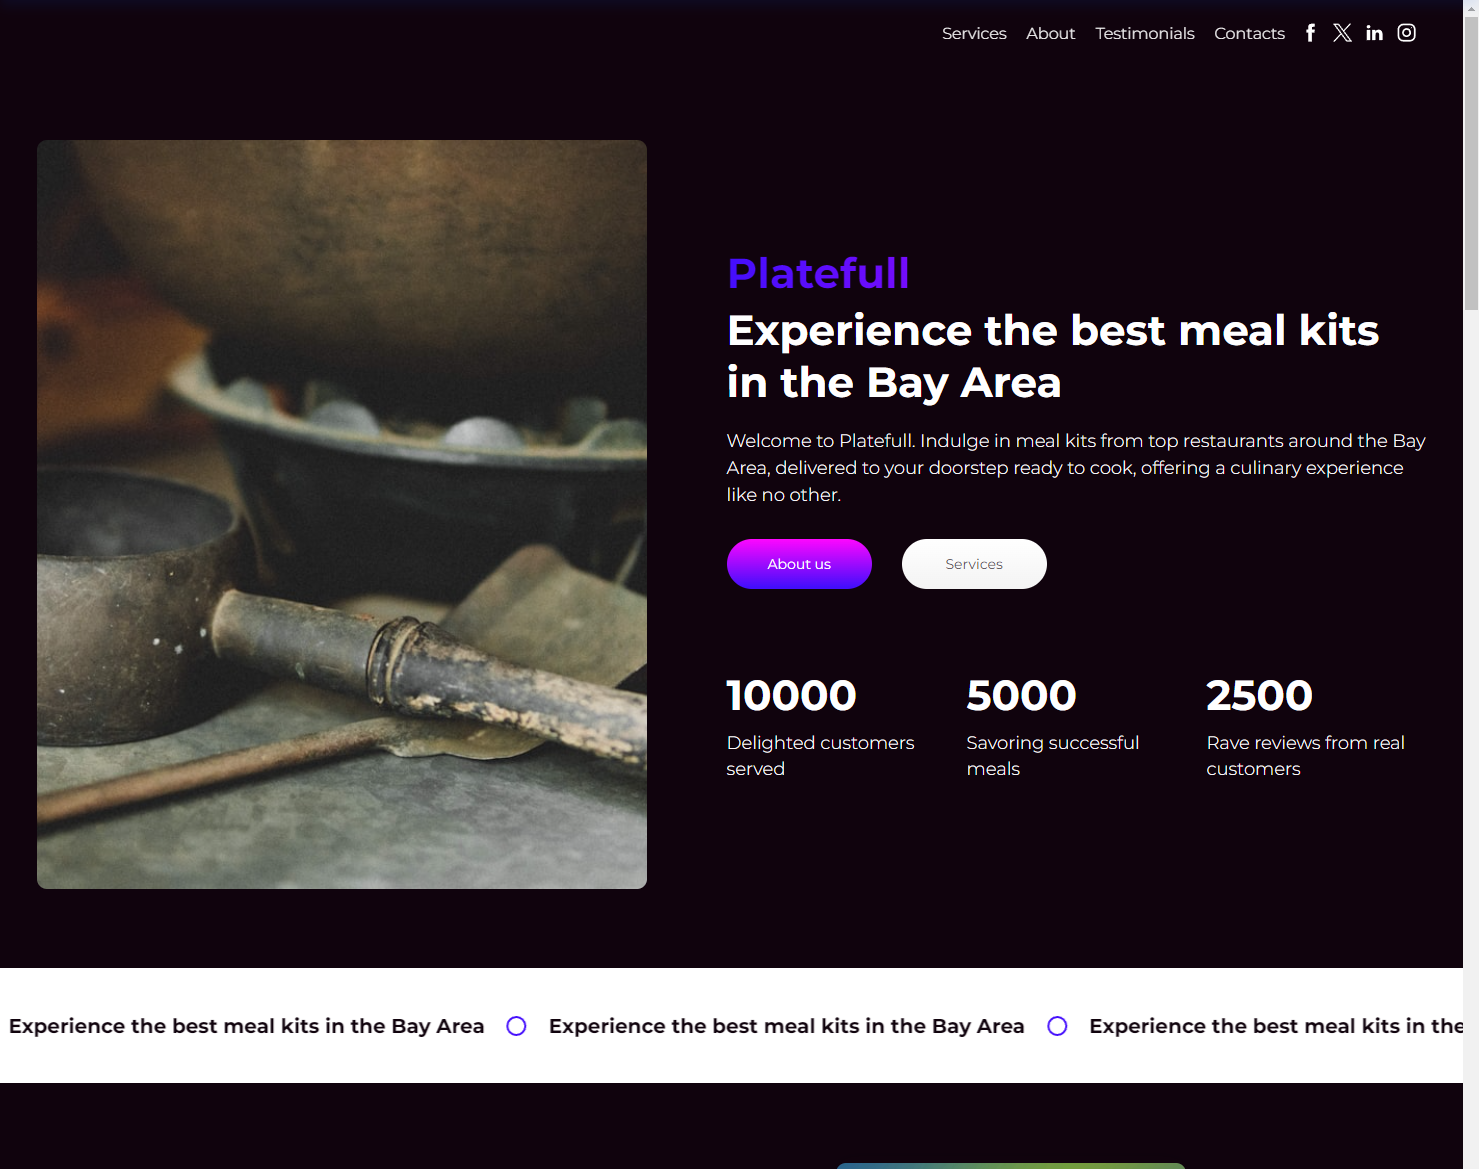 Services About Testimonials Contacts
Platefull
Experience the best meal kits
in the Bay Area
Welcome to Platefull. Indulge in meal kits from top restaurants around the Bay
Area, delivered to your doorstep ready to cook, offering a culinary experience
like no other.
About us Services
10000 5000 2500
Delighted customers
served
Savoring successful
meals
Rave reviews from real
customers
Experience the best meal kits in the Bay Area Experience the best meal kits in the Bay Area Experience the best meal kits in the